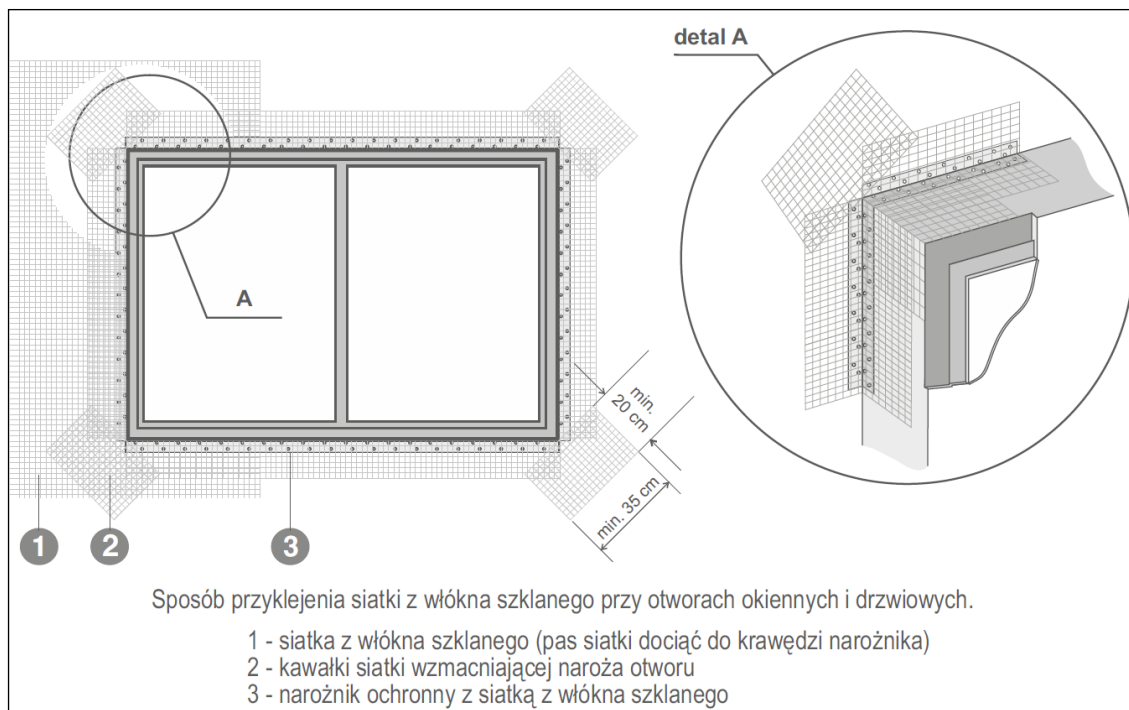 detal A
A
min.
20 cm
min. 35 cm
1
2
3
Sposób przyklejenia siatki z włókna szklanego przy otworach okiennych i drzwiowych.
1 - siatka z włókna szklanego (pas siatki dociąć do krawędzi narożnika)
2 - kawałki siatki wzmacniającej naroża otworu
3 - narożnik ochronny z siatką z włókna szklanego